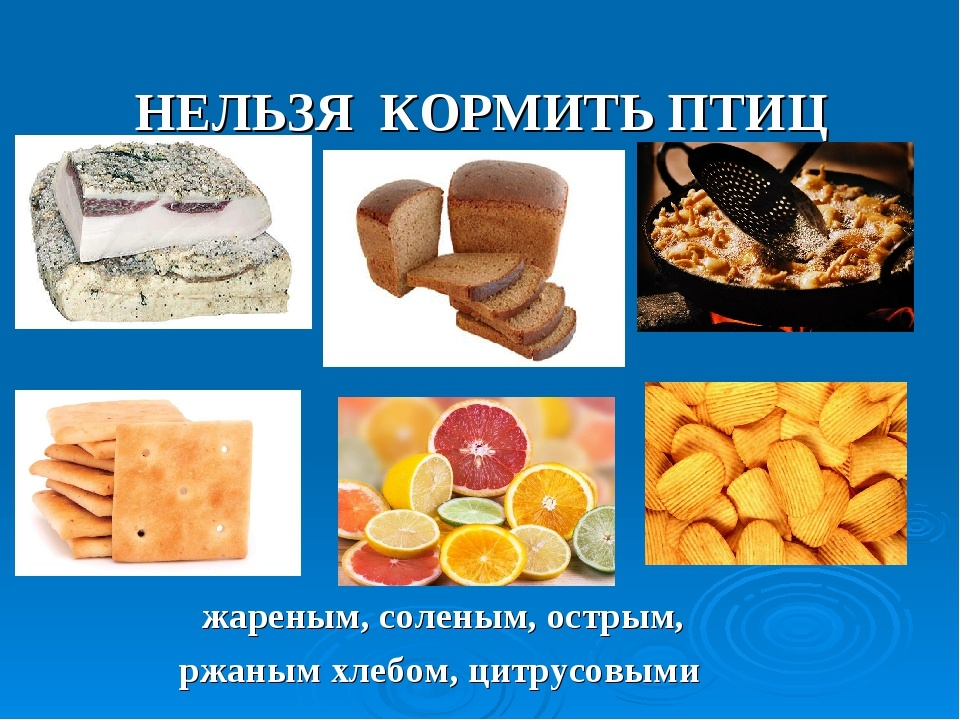 НЕЛЬЗЯ КОРМИТЬ ПТИЦ
жареным, соленым, острым,
ржаным хлебом, цитрусовыми